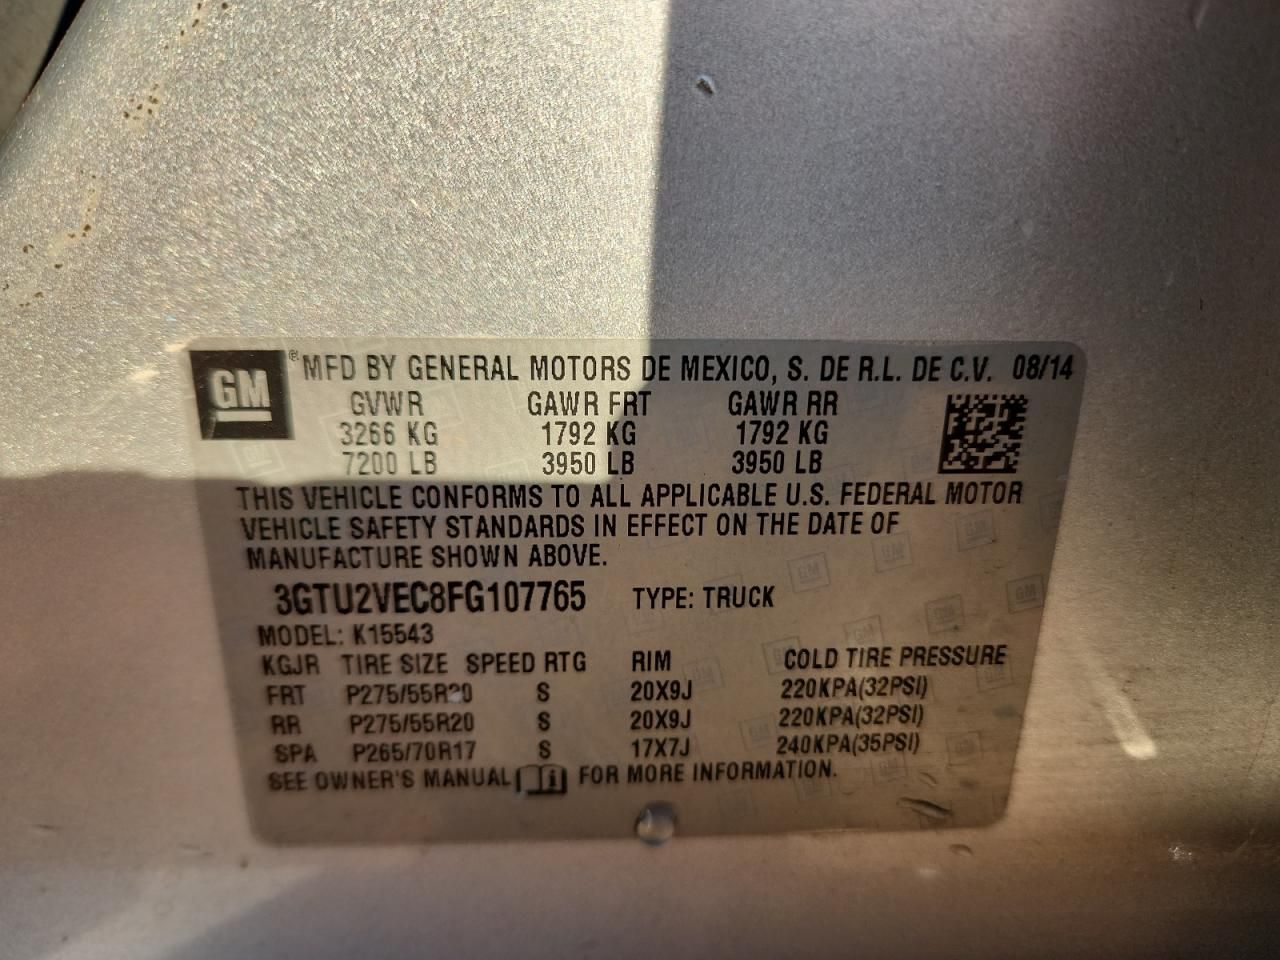 GM® MFD BY GENERAL MOTORS DE MEXICO, S. DE R.L. DE C.V. 08/14
GVWR GAWR FRT GAWR RR
3266 KG 1792 KG 1792 KG
7200 LB 3950 LB 3950 LB
THIS VEHICLE CONFORMS TO ALL APPLICABLE U.S. FEDERAL MOTOR
VEHICLE SAFETY STANDARDS IN EFFECT ON THE DATE OF
MANUFACTURE SHOWN ABOVE.
3GTU2VEC8FG107765 TYPE: TRUCK
MODEL: K15543
KGJR TIRE SIZE SPEED RTG RIM COLD TIRE PRESSURE
FRT P275/55R20 S 20X9J 220KPA(32PSI)
RR P275/55R20 S 20X9J 220KPA(32PSI)
SPA P265/70R17 S 17X7J 240KPA(35PSI)
SEE OWNER'S MANUAL i FOR MORE INFORMATION.